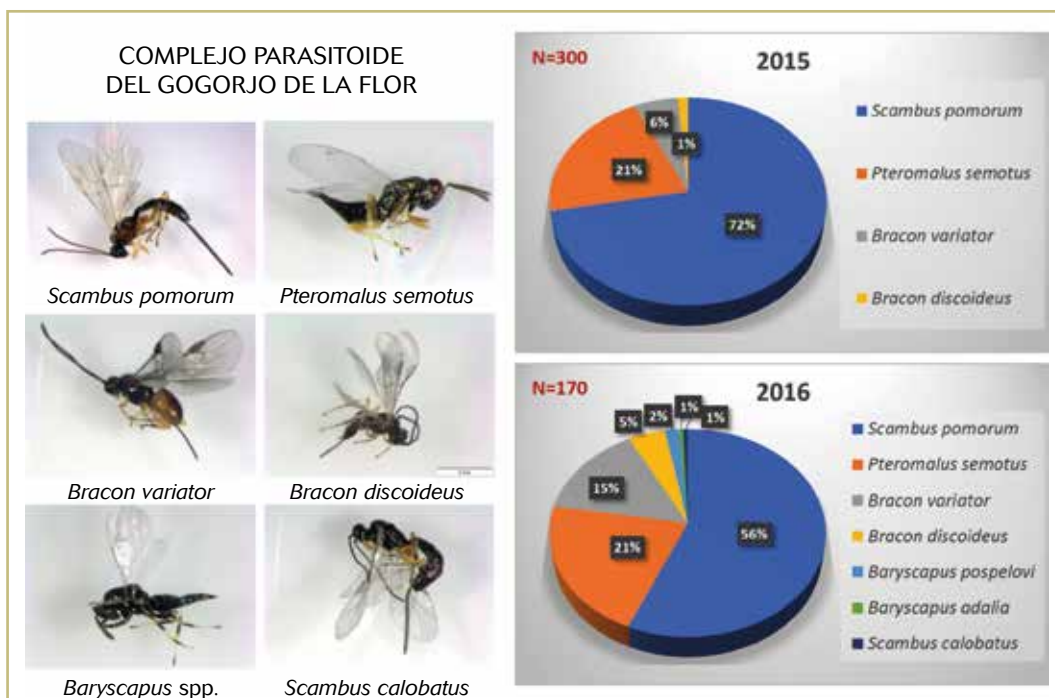 COMPLEJO PARASITOIDE
DEL GOGORJO DE LA FLOR
Scambus pomorum
Pteromalus semotus
Bracon variator
Bracon discoideus
Baryscapus spp.
Scambus calobatus
N=300
2015
6%
1%
21%
72%
Scambus pomorum
Pteromalus semotus
Bracon variator
Bracon discoideus
N=170
2016
5%
2%
1%
1%
15%
21%
56%
Scambus pomorum
Pteromalus semotus
Bracon variator
Bracon discoideus
Baryscapus pospelovi
Baryscapus adalia
Scambus calobatus